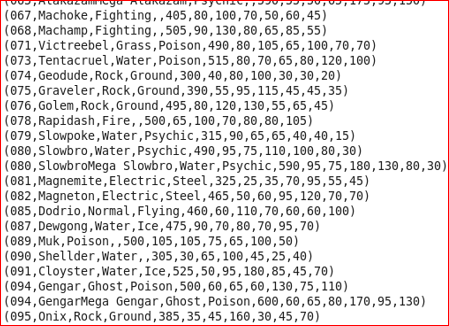 (065,AlakazamMega Alakazam,Psychic,,590,55,50,65,175,95,150)
(067,Machoke,Fighting,,405,80,100,70,50,60,45)
(068,Machamp,Fighting,,505,90,130,80,65,85,55)
(071,Victreebel,Grass,Poison,490,80,105,65,100,70,70)
(073,Tentacruel,Water,Poison,515,80,70,65,80,120,100)
(074,Geodude,Rock,Ground,300,40,80,100,30,30,20)
(075,Graveler,Rock,Ground,390,55,95,115,45,45,35)
(076,Golem,Rock,Ground,495,80,120,130,55,65,45)
(078,Rapidash,Fire,,500,65,100,70,80,80,105)
(079,Slowpoke,Water,Psychic,315,90,65,65,40,40,15)
(080,Slowbro,Water,Psychic,490,95,75,110,100,80,30)
(080,SlowbroMega Slowbro,Water,Psychic,590,95,75,180,130,80,30)
(081,Magnemite,Electric,Steel,325,25,35,70,95,55,45)
(082,Magneton,Electric,Steel,465,50,60,95,120,70,70)
(085,Dodrio,Normal,Flying,460,60,110,70,60,60,100)
(087,Dewgong,Water,Ice,475,90,70,80,70,95,70)
(089,Muk,Poison,,500,105,105,75,65,100,50)
(090,Shellder,Water,,305,30,65,100,45,25,40)
(091,Cloyster,Water,Ice,525,50,95,180,85,45,70)
(094,Gengar,Ghost,Poison,500,60,65,60,130,75,110)
(094,GengarMega Gengar,Ghost,Poison,600,60,65,80,170,95,130)
(095,Onix,Rock,Ground,385,35,45,160,30,45,70)